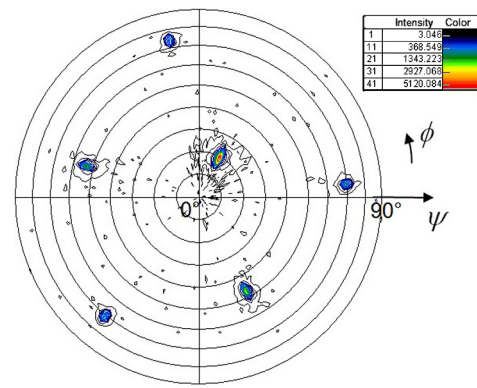 Intensity Color
1 3.046
11 368.549
21 1343.223
31 2927.068
41 5120.084
ϕ
0° 90° ψ